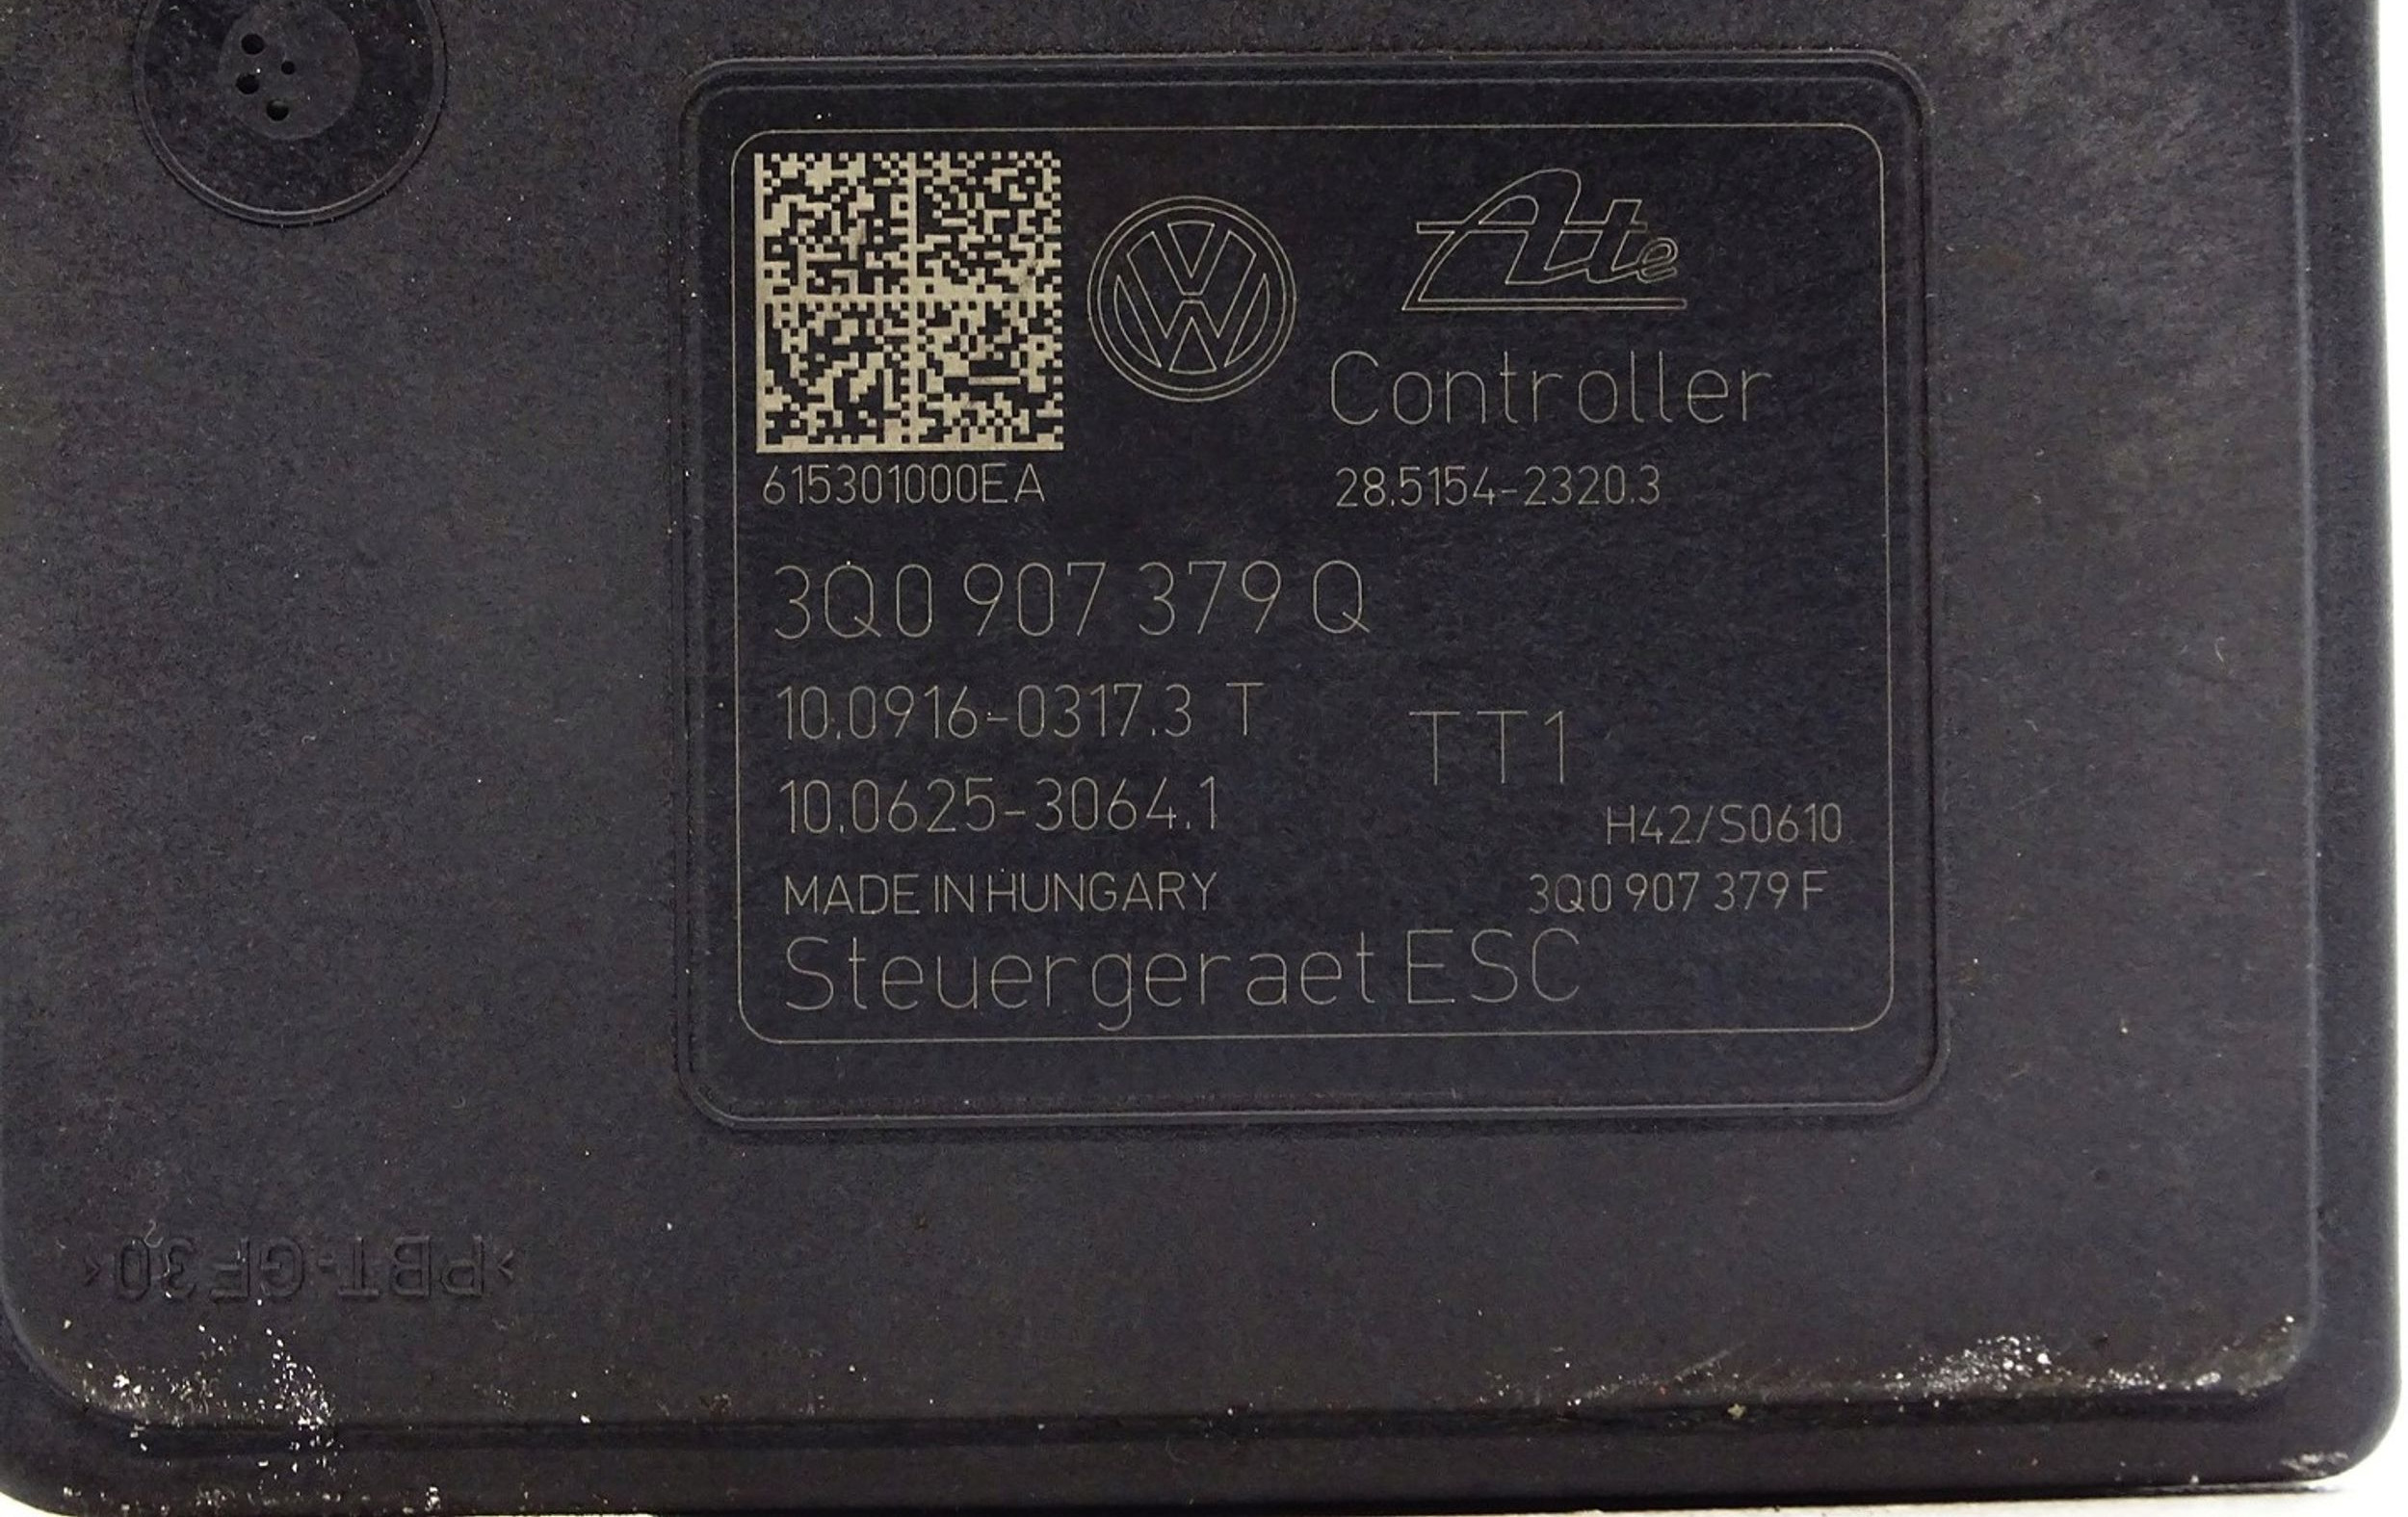 Ate
Controller
615301000EA
28.5154-2320.3
3Q0 907 379 Q
10.0916-0317.3 T
TT1
10.0625-3064.1
H42/S0610
MADE IN HUNGARY
3Q0 907 379 F
Steuergeraet ESC
>PBT-GF30<